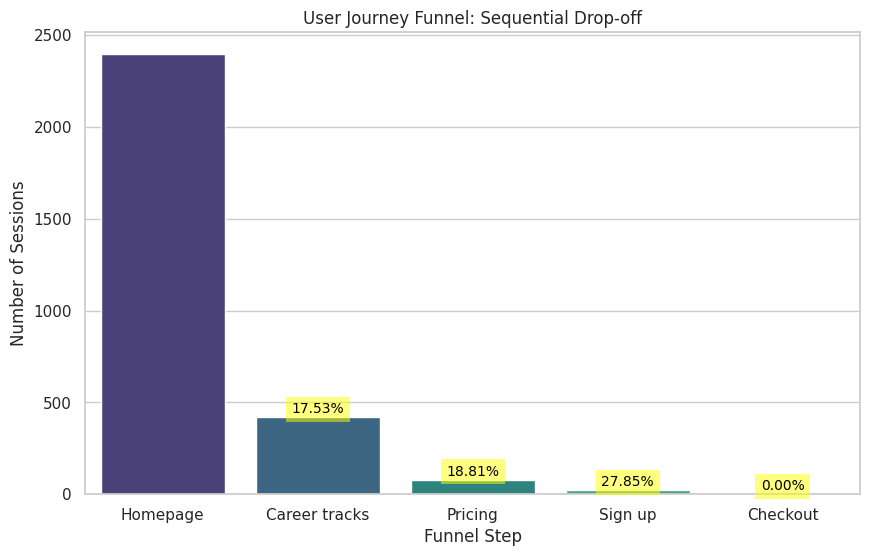 User Journey Funnel: Sequential Drop-off
Number of Sessions
2500
2000
1500
1000
500
0
17.53%
18.81%
27.85%
0.00%
Homepage
Career tracks
Pricing
Sign up
Checkout
Funnel Step